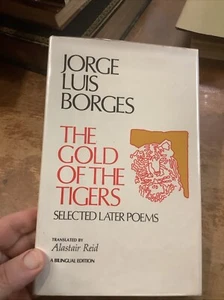 JORGE
LUIS
BORGES
THE
GOLD
OF THE
TIGERS
SELECTED LATER POEMS
TRANSLATED BY
Alastair Reid
A BILINGUAL EDITION